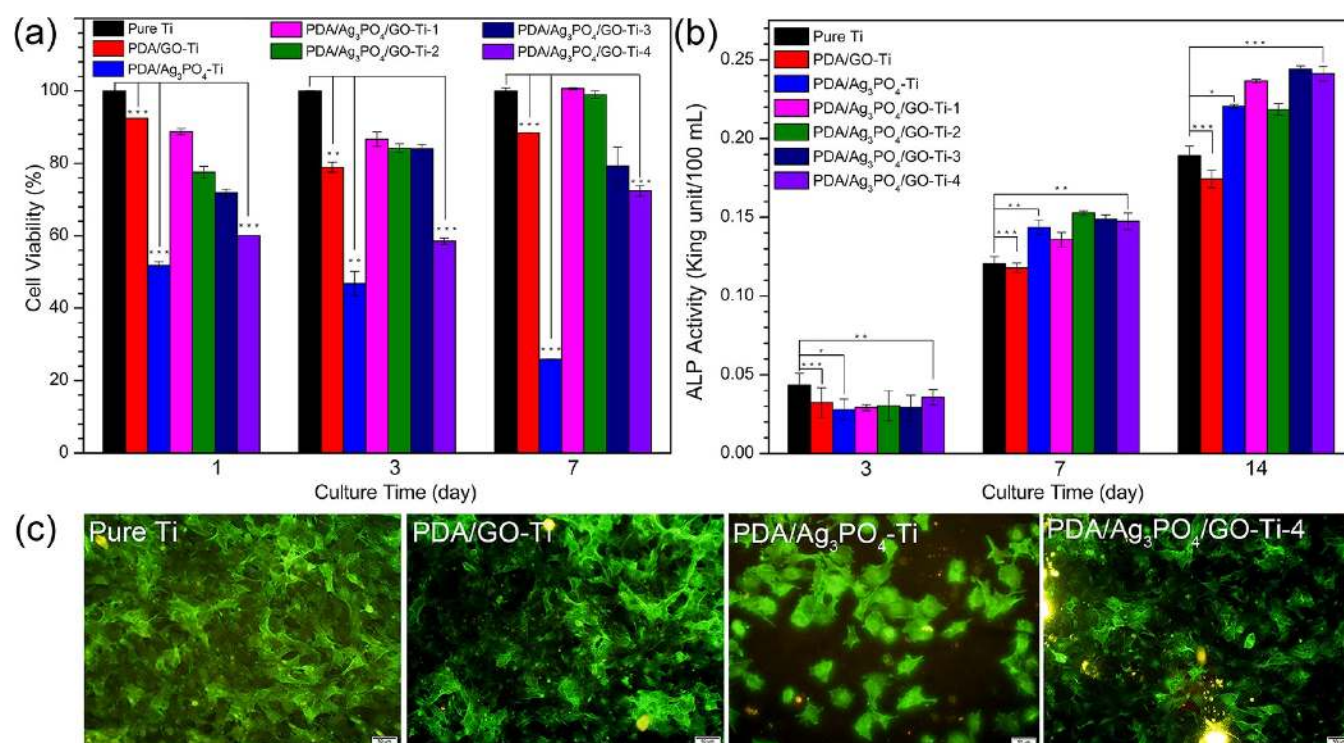 (a)
Pure Ti
PDA/GO-Ti
PDA/Ag₃PO₄-Ti
PDA/Ag₃PO₄/GO-Ti-1
PDA/Ag₃PO₄/GO-Ti-2
PDA/Ag₃PO₄/GO-Ti-3
PDA/Ag₃PO₄/GO-Ti-4
Cell Viability (%)
100
80
60
40
20
0
***
***
***
**
**
***
***
***
***
1
3
7
Culture Time (day)
(b)
Pure Ti
PDA/GO-Ti
PDA/Ag₃PO₄-Ti
PDA/Ag₃PO₄/GO-Ti-1
PDA/Ag₃PO₄/GO-Ti-2
PDA/Ag₃PO₄/GO-Ti-3
PDA/Ag₃PO₄/GO-Ti-4
ALP Activity (King unit/100 mL)
0.25
0.20
0.15
0.10
0.05
0.00
**
*
***
**
**
***
***
*
***
3
7
14
Culture Time (day)
(c)
Pure Ti
PDA/GO-Ti
PDA/Ag₃PO₄-Ti
PDA/Ag₃PO₄/GO-Ti-4